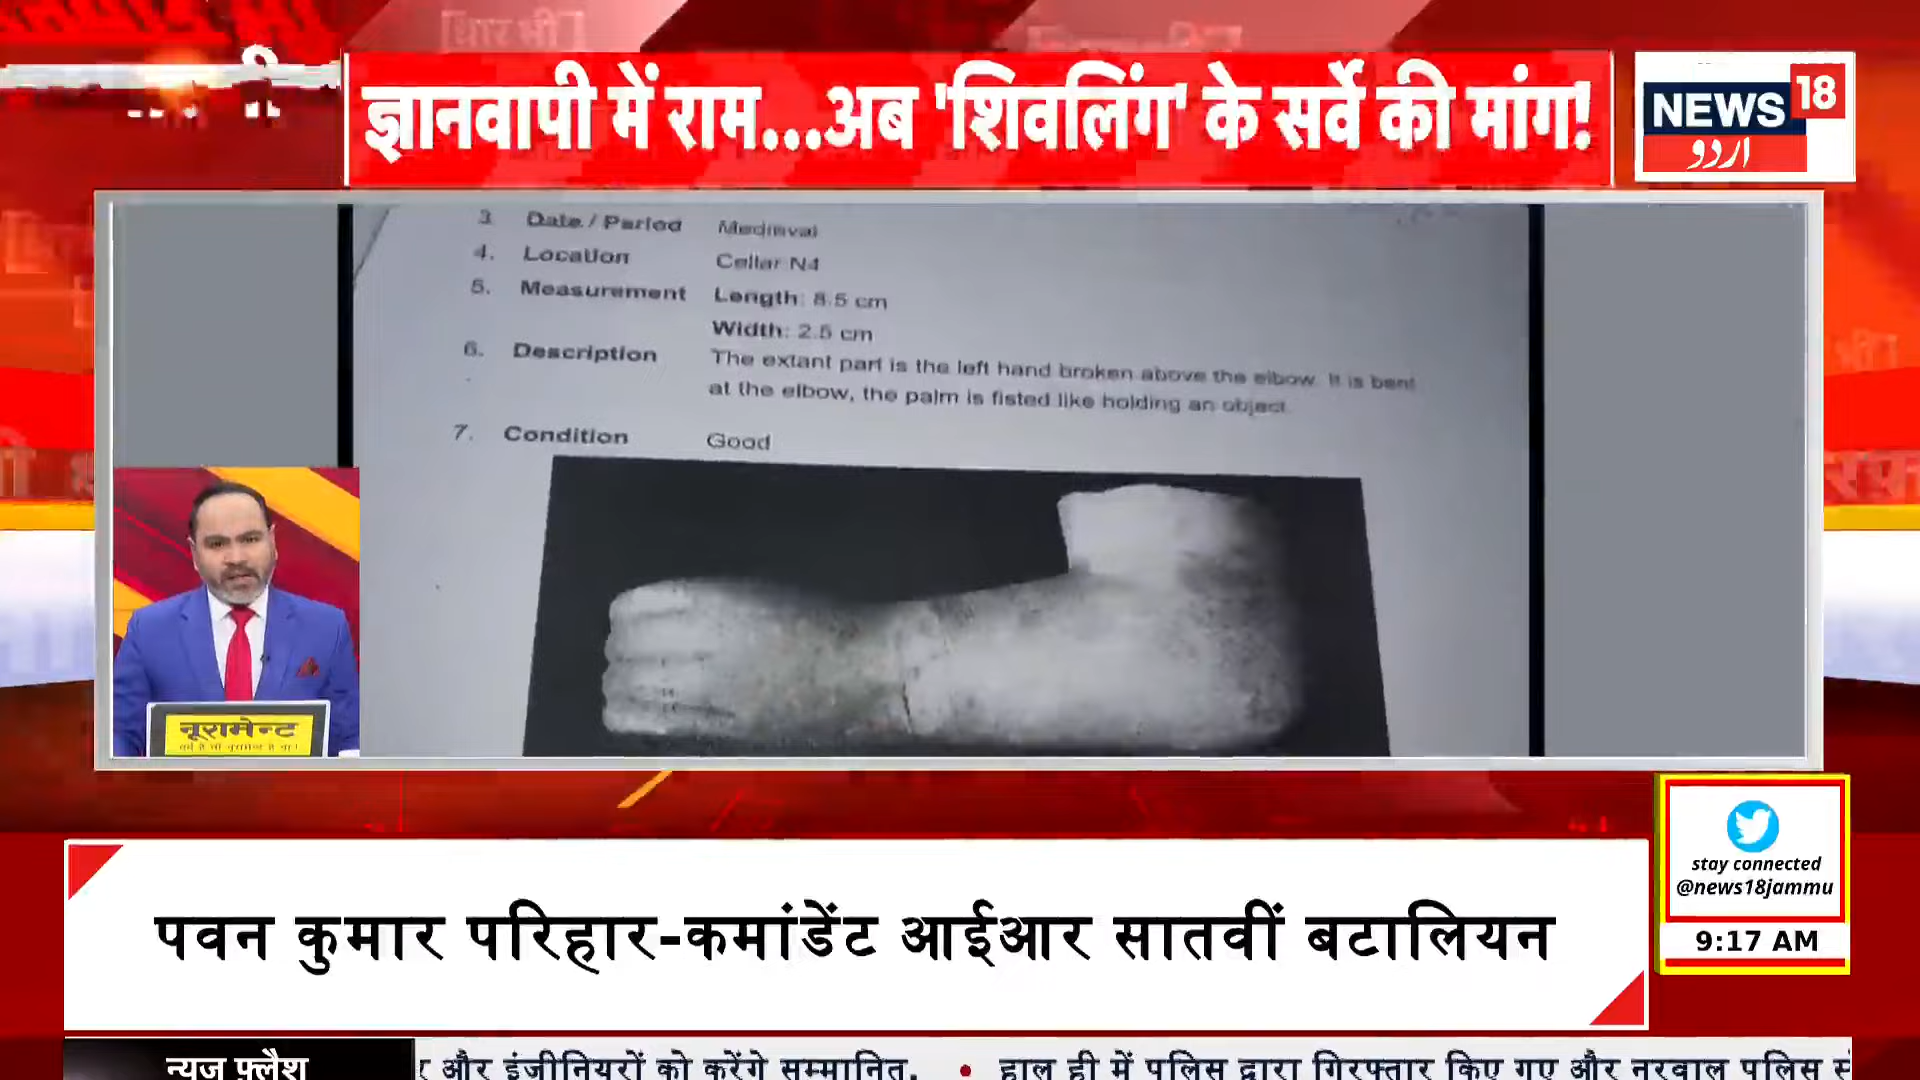 ज्ञानवापी में राम...अब 'शिवलिंग' के सर्वे की मांग!
NEWS 18
اردو
3 Date / Period Medieval
4. Location Cellar N4
5. Measurement Length: 8.5 cm
Width: 2.5 cm
6. Description The extant part is the left hand broken above the elbow. It is bent
at the elbow, the palm is fisted like holding an object.
7. Condition Good
नूरामेन्ट
stay connected
@news18jammu
9:17 AM
पवन कुमार परिहार-कमांडेंट आईआर सातवीं बटालियन
न्यूज़ फ़्लैश
र और इंजीनियरों को करेंगे सम्मानित. • हाल ही में पुलिस द्वारा गिरफ्तार किए गए और नरवाल पुलिस